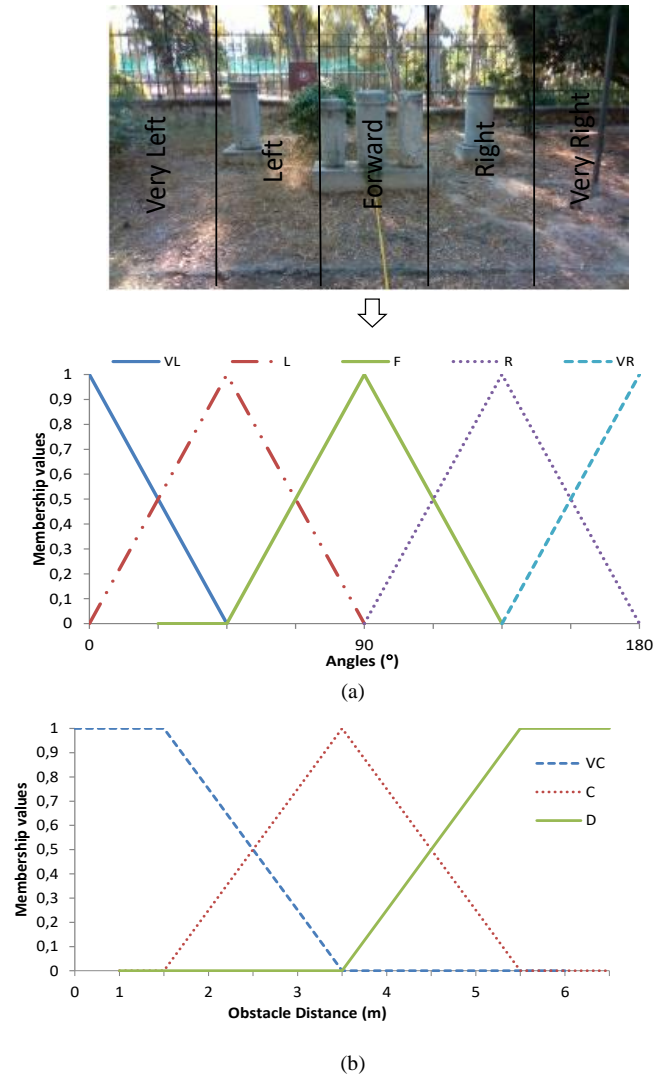 Very Left
Left
Forward
Right
Very Right
VL L F R VR
1
0,9
0,8
0,7
0,6
0,5
0,4
0,3
0,2
0,1
0
Membership values
0 90 180
Angles (°)
(a)
1
0,9
0,8
0,7
0,6
0,5
0,4
0,3
0,2
0,1
0
Membership values
VC
C
D
0 1 2 3 4 5 6
Obstacle Distance (m)
(b)